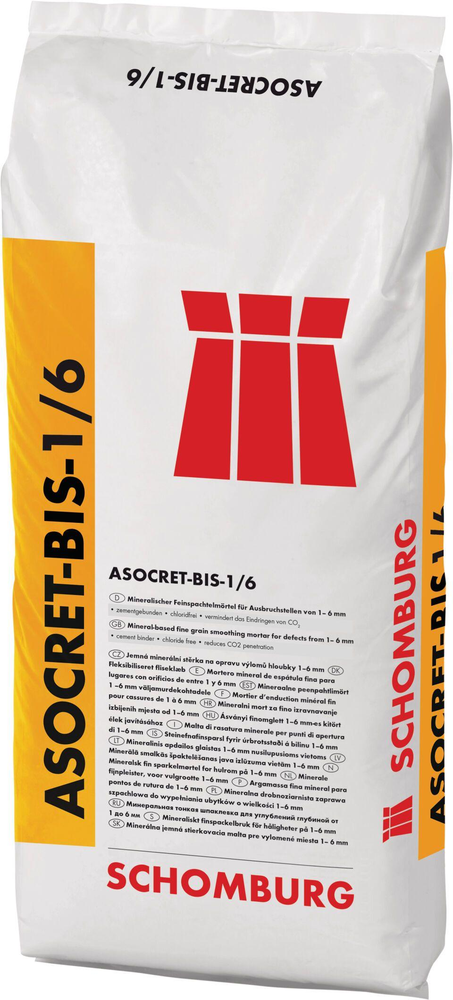 ASOCRET-BIS-1/6
ASOCRET-BIS-1/6
ASOCRET-BIS-1/6
Ⓓ Mineralischer Feinspachtelmörtel für Ausbruchstellen von 1– 6 mm
• zementgebunden • chloridfrei • vermindert das Eindringen von CO₂
GB Mineral-based fine grain smoothing mortar for defects from 1– 6 mm
• cement binder • chloride free • reduces CO2 penetration
CZ Jemná minerální stěrka na opravu výlomů hloubky 1–6 mm DK
Fleksibiliseret fliseklæb E Mortero mineral de espátula fina para
lugares con orificios de entre 1 y 6 mm EST Mineraalne peenpahtlimört
1 –6 mm väljamurdekohtadele F Mortier d’enduction minéral fin
pour cassures de 1 à 6 mm HR Mineralni mort za fino izravnavanje
izbijenih mjesta od 1–6 mm HU Ásványi finomglett 1–6 mm-es kitört
élek javításához I Malta di rasatura minerale per punti di apertura
di 1–6 mm IS Steinefnafínsparsl fyrir úrbrotsstaði á bilinu 1–6 mm
LT Mineralinis apdailos glaistas 1–6 mm nusilupusioms vietoms LV
Minerālā smalkās špaktelēšanas java izlūzuma vietām 1–6 mm N
Mineralsk fin sparkelmørtel for hulrom på 1–6 mm NL Minerale
fijnpleister, voor vulgrootte 1–6 mm P Argamassa fina mineral para
pontos de rutura de 1–6 mm PL Mineralna drobnoziarnista zaprawa
szpachlowa do wypełniania ubytków o wielkości 1–6 mm
RU Минеральная тонкая шпаклевка для углублений глубиной от
1 до 6 мм S Mineraliskt finspackelbruk för håligheter på 1–6 mm
SK Minerálna jemná stierkovacia malta pre vylomené miesta 1– 6 mm
SCHOMBURG
SCHOMBURG
ASOCRET-BIS-1/6